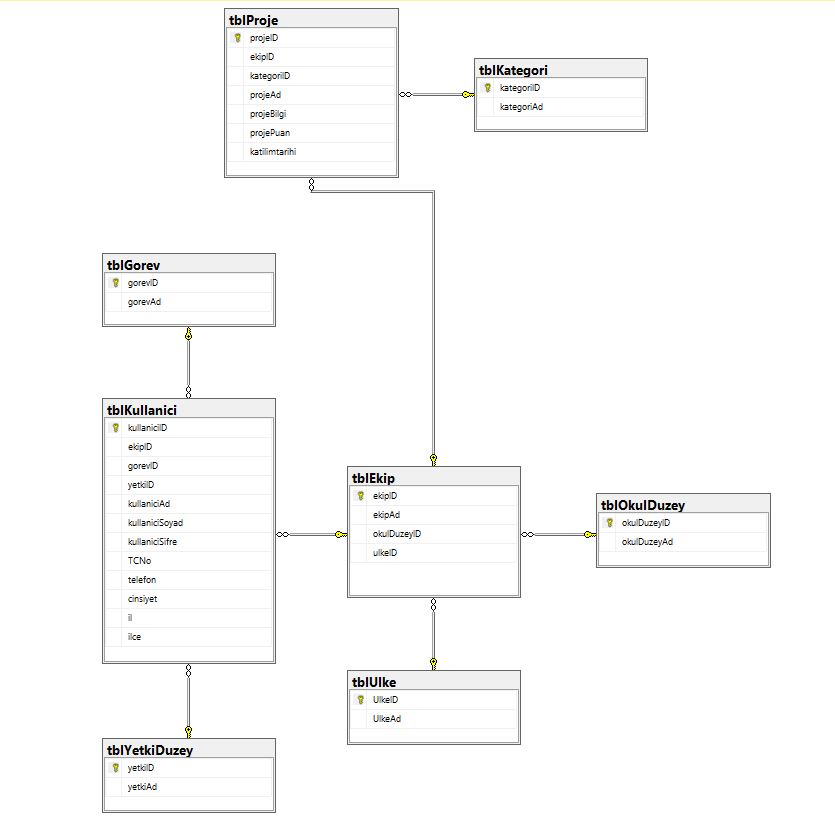 tblProje
projeID
ekipID
kategoriID
projeAd
projeBilgi
projePuan
katilimtarihi
tblKategori
kategoriID
kategoriAd
tblGorev
gorevID
gorevAd
tblKullanici
kullaniciID
ekipID
gorevID
yetkiID
kullaniciAd
kullaniciSoyad
kullaniciSifre
TCNo
telefon
cinsiyet
il
ilce
tblEkip
ekipID
ekipAd
okulDuzeyID
ulkeID
tblOkulDuzey
okulDuzeyID
okulDuzeyAd
tblUlke
UlkeID
UlkeAd
tblYetkiDuzey
yetkiID
yetkiAd